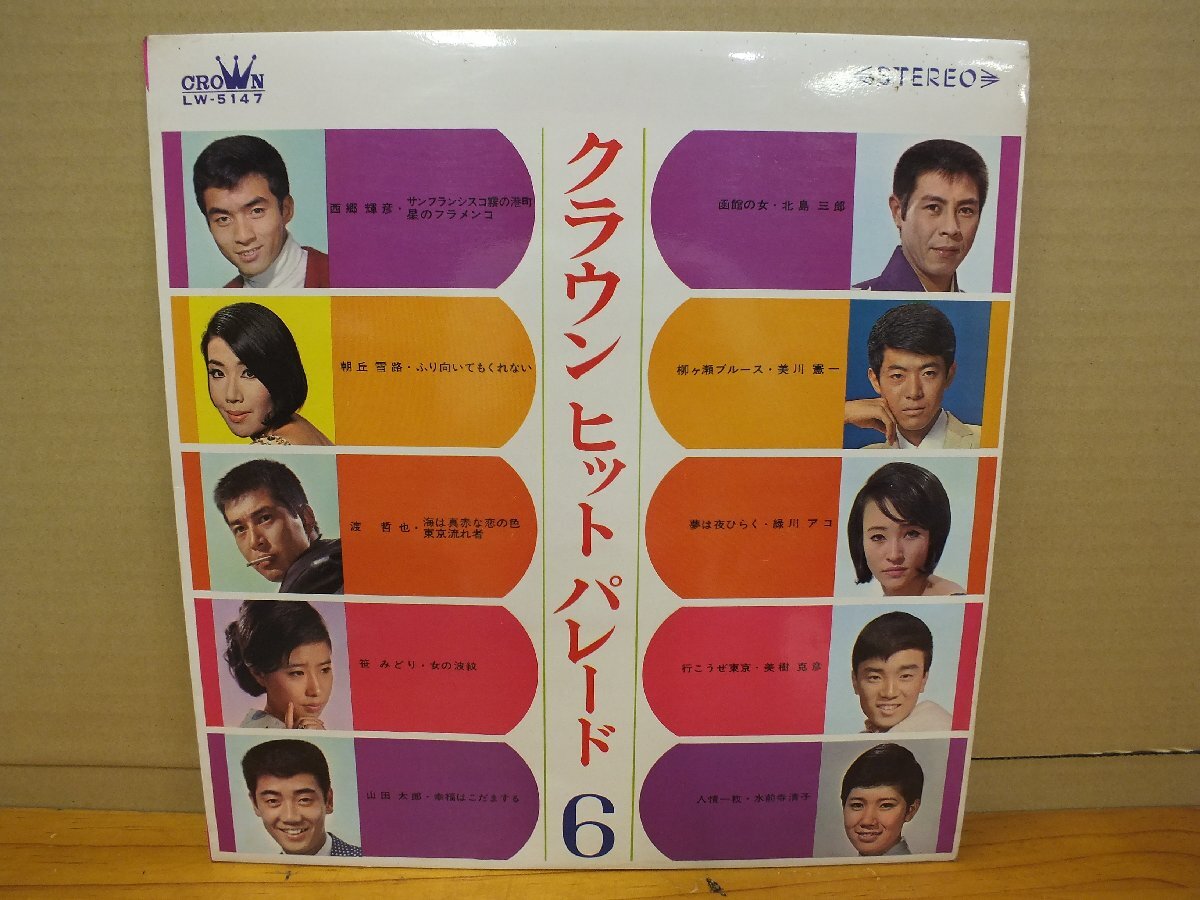 CROWN
LW-5147
STEREO
クラウン ヒット パレード 6
西郷輝彦・サンフランシスコ霧の港町
星のフラメンコ
朝丘雪路・ふり向いてもくれない
渡哲也・海は真赤な恋の色
東京流れ者
笹みどり・女の波紋
山田太郎・幸福はこだまする
函館の女・北島三郎
柳ヶ瀬ブルース・美川憲一
夢は夜ひらく・緑川アコ
行こうぜ東京・美樹克彦
人情一枚・水前寺清子